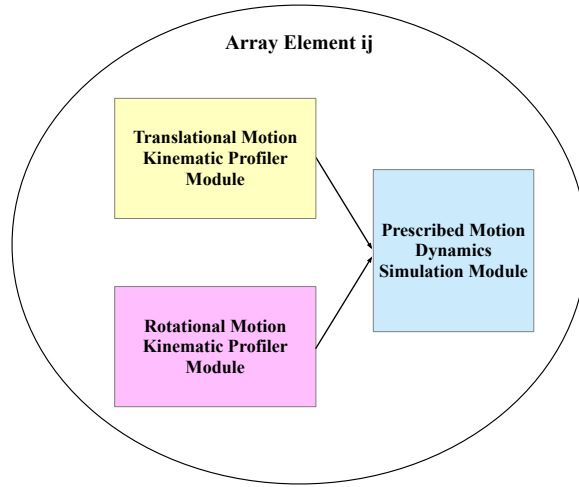 Array Element ij
Translational Motion
Kinematic Profiler
Module
Prescribed Motion
Dynamics
Simulation Module
Rotational Motion
Kinematic Profiler
Module